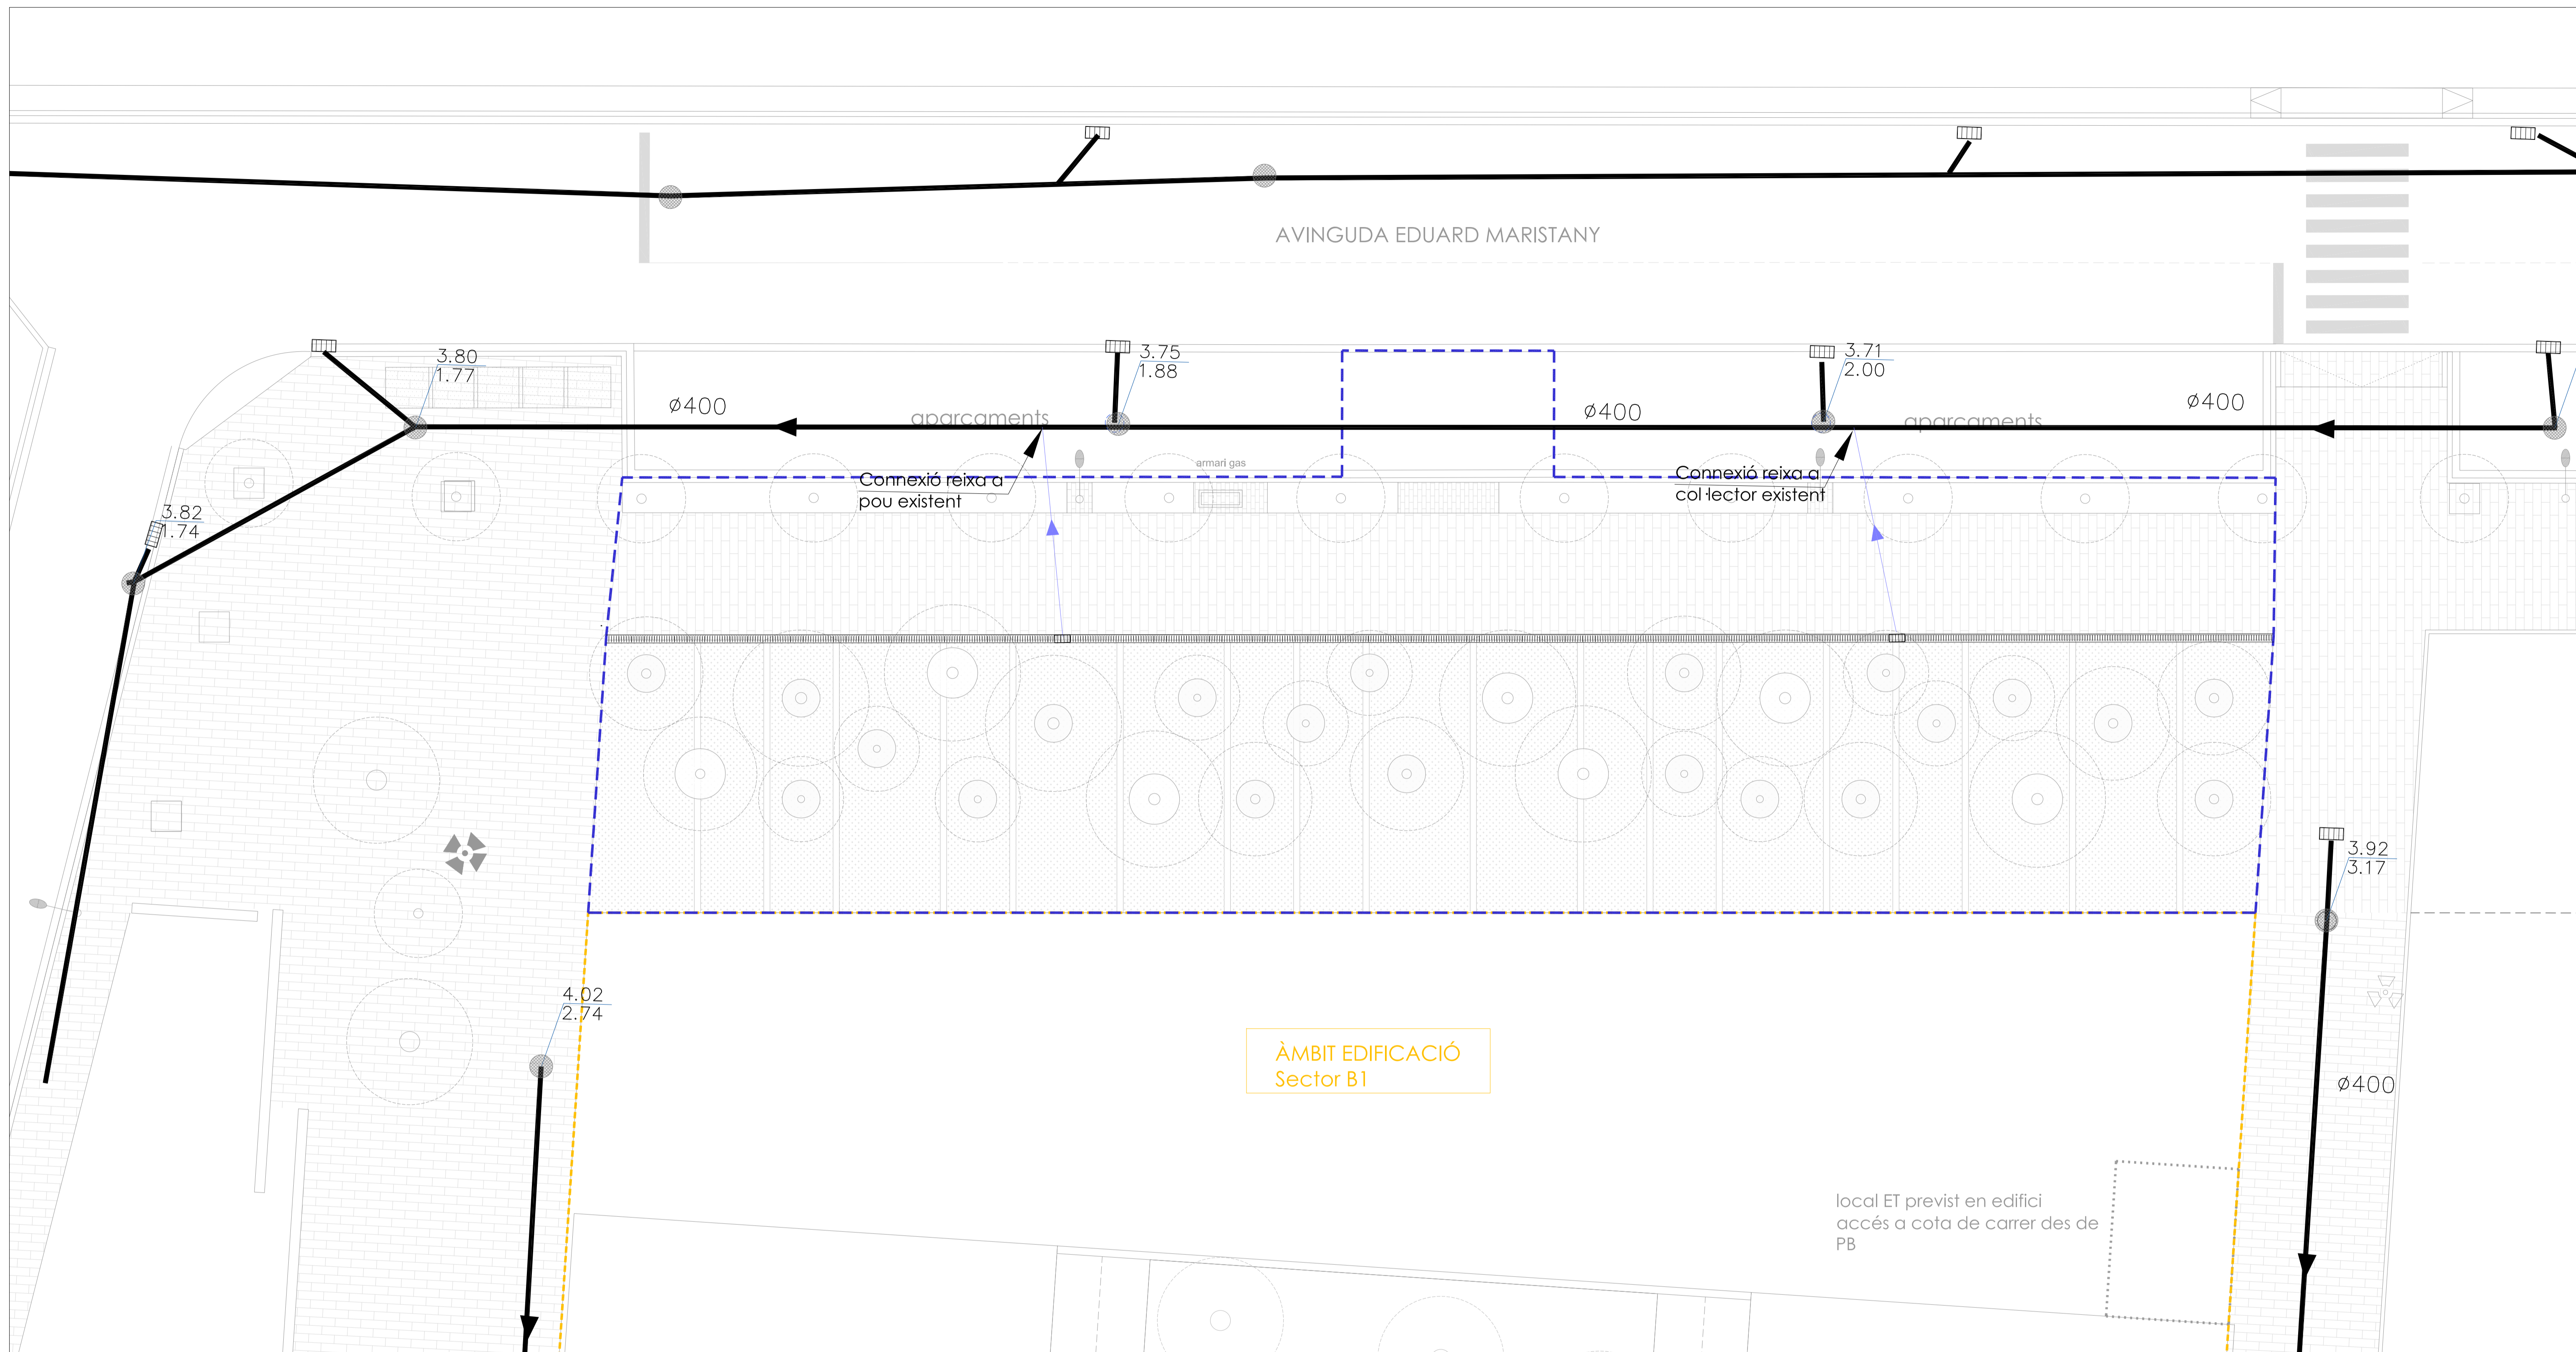 AVINGUDA EDUARD MARISTANY
3.80
1.77
3.75
1.88
3.71
2.00
ø400
aparcaments
ø400
aparcaments
ø400
armari gas
Connexió reixa a
pou existent
Connexió reixa a
col·lector existent
3.82
1.74
3.92
3.17
4.02
2.74
ÀMBIT EDIFICACIÓ
Sector B1
ø400
local ET previst en edifici
accés a cota de carrer des de
PB